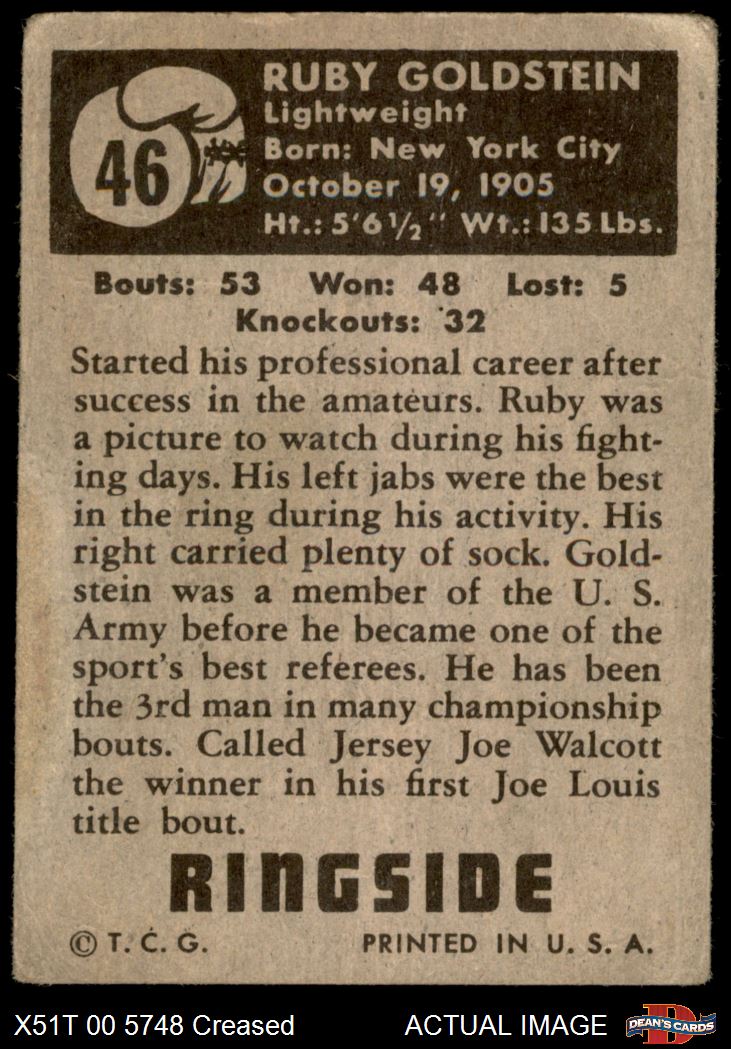 46
RUBY GOLDSTEIN
Lightweight
Born: New York City
October 19, 1905
Ht.: 5'6½" Wt.: 135 Lbs.
Bouts: 53 Won: 48 Lost: 5
Knockouts: 32
Started his professional career after
success in the amateurs. Ruby was
a picture to watch during his fight-
ing days. His left jabs were the best
in the ring during his activity. His
right carried plenty of sock. Gold-
stein was a member of the U. S.
Army before he became one of the
sport's best referees. He has been
the 3rd man in many championship
bouts. Called Jersey Joe Walcott
the winner in his first Joe Louis
title bout.
RINGSIDE
© T. C. G. PRINTED IN U. S. A.
X51T 00 5748 Creased ACTUAL IMAGE D DEAN'S CARDS